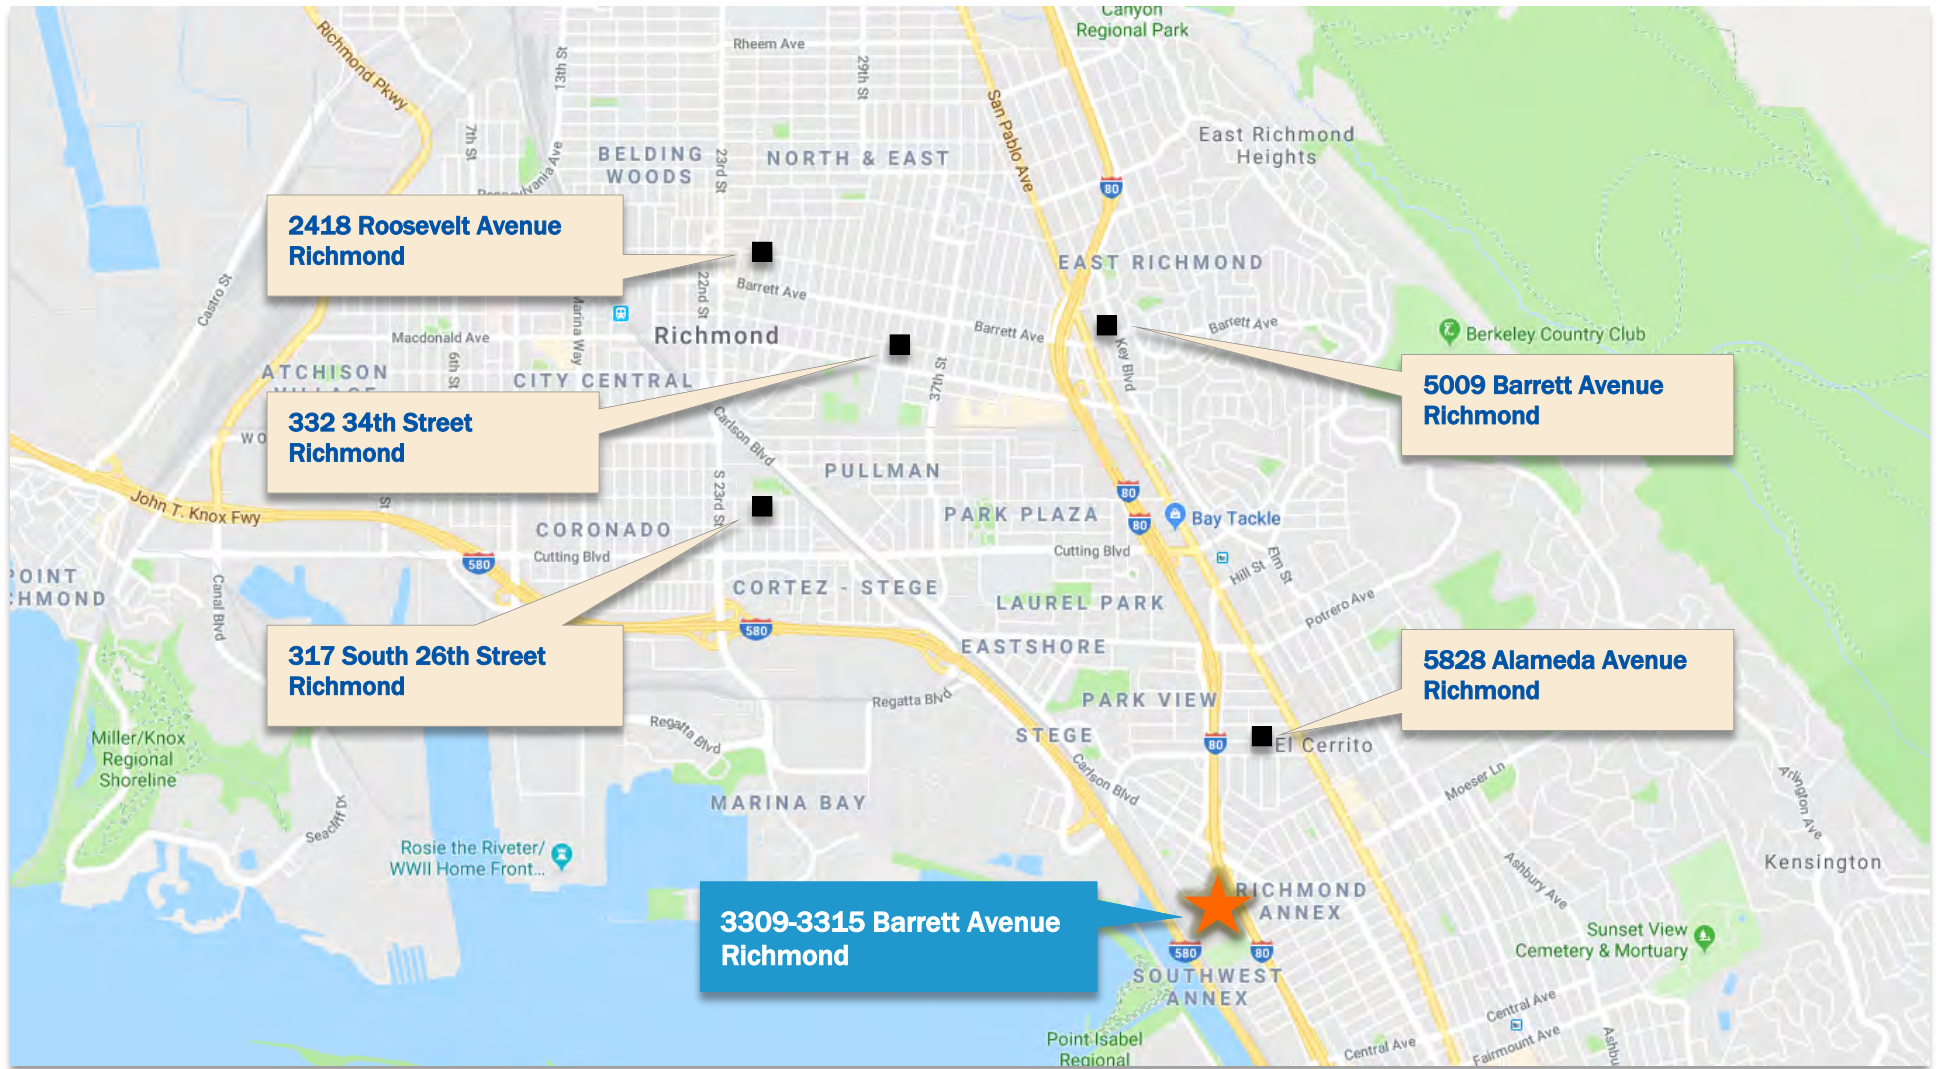 Canyon
Regional Park
Richmond Pkwy
13th St
Rheem Ave
29th St
San Pablo Ave
7th St
East Richmond
Heights
BELDING
WOODS
23rd St
NORTH & EAST
80
2418 Roosevelt Avenue
Richmond
EAST RICHMOND
Castro St
Marina Way
22nd St
Barrett Ave
Macdonald Ave
Richmond
Barrett Ave
Barrett Ave
Berkeley Country Club
6th St
ATCHISON
CITY CENTRAL
37th St
Key Blvd
5009 Barrett Avenue
Richmond
332 34th Street
Richmond
Carlson Blvd
PULLMAN
S 23rd St
80
John T. Knox Fwy
St
CORONADO
PARK PLAZA
80
Bay Tackle
580
Cutting Blvd
Cutting Blvd
Hill St
Elm St
POINT
RICHMOND
Canal Blvd
CORTEZ - STEGE
LAUREL PARK
Potrero Ave
580
EASTSHORE
317 South 26th Street
Richmond
5828 Alameda Avenue
Richmond
Regatta Blvd
PARK VIEW
Regatta Blvd
STEGE
80
El Cerrito
Miller/Knox
Regional
Shoreline
Carlson Blvd
Moeser Ln
Arlington Ave
MARINA BAY
Seacliff Dr
Rosie the Riveter/
WWII Home Front...
Kensington
Ashbury Ave
RICHMOND
ANNEX
3309-3315 Barrett Avenue
Richmond
580
80
Sunset View
Cemetery & Mortuary
SOUTHWEST
ANNEX
Central Ave
Point Isabel
Regional
Central Ave
Fairmount Ave
Ashbu